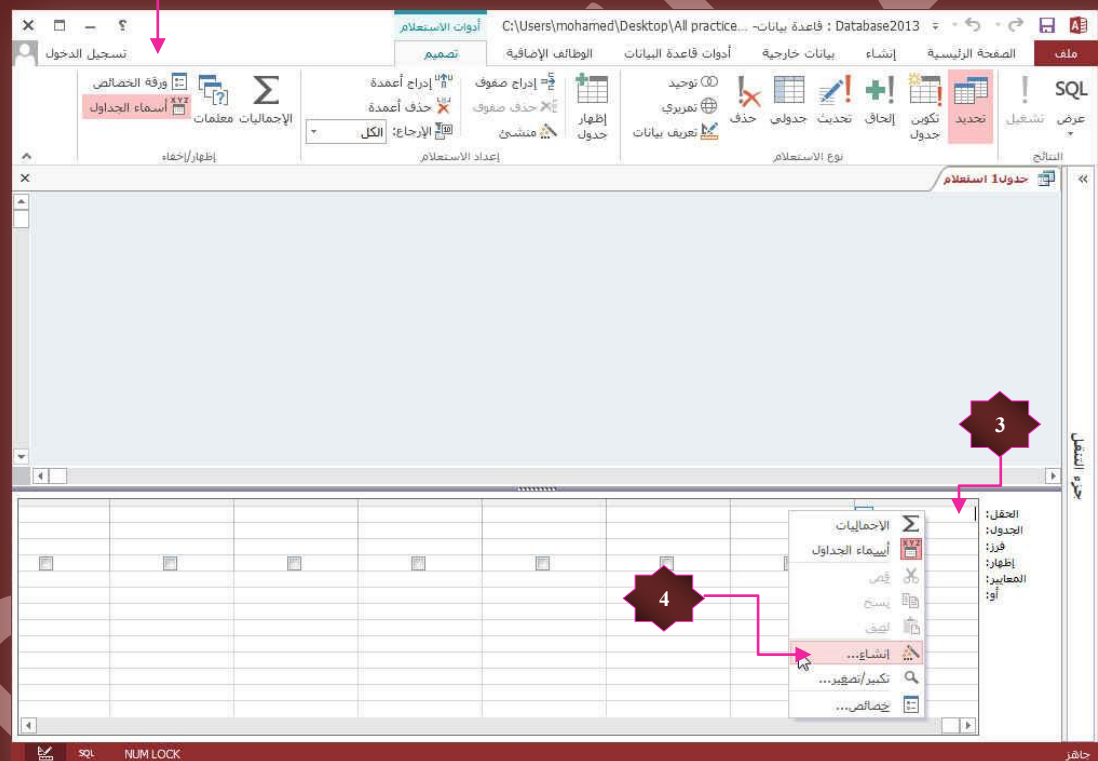 Database2013 : قاعدة بيانات- C:\Users\mohamed\Desktop\All practice...
أدوات الاستعلام
ملف
الصفحة الرئيسية
إنشاء
بيانات خارجية
أدوات قاعدة البيانات
الوظائف الإضافية
تصميم
تسجيل الدخول
SQL
عرض
تشغيل
تحديد
تكوين جدول
إلحاق
تحديث
جدولي
حذف
توحيد
تمريري
تعريف بيانات
إظهار جدول
إدراج صفوف
حذف صفوف
منشئ
إدراج أعمدة
حذف أعمدة
الإرجاع: الكل
الإجماليات
معلمات
ورقة الخصائص
أسماء الجداول
النتائج
نوع الاستعلام
إعداد الاستعلام
إظهار/إخفاء
جدول1 استعلام
جزء التنقل
3
الحقل:
الجدول:
فرز:
إظهار:
المعايير:
أو:
الاجماليات
أسماء الجداول
قص
نسخ
لصق
إنشاء...
تكبير/تصغير...
خصائص...
4
جاهز
NUM LOCK
SQL